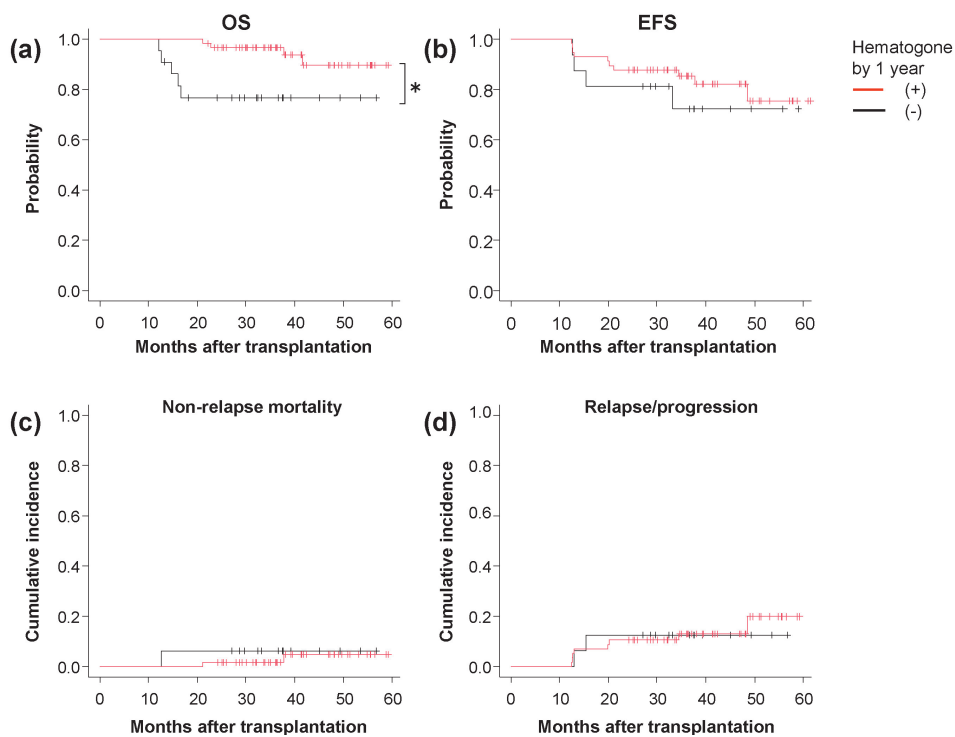 OS
(a)
1.0
0.8
0.6
0.4
0.2
0.0
Probability
*
0 10 20 30 40 50 60
Months after transplantation
EFS
(b)
1.0
0.8
0.6
0.4
0.2
0.0
Probability
0 10 20 30 40 50 60
Months after transplantation
Hematogone
by 1 year
(+)
(-)
Non-relapse mortality
(c)
1.0
0.8
0.6
0.4
0.2
0.0
Cumulative incidence
0 10 20 30 40 50 60
Months after transplantation
Relapse/progression
(d)
1.0
0.8
0.6
0.4
0.2
0.0
Cumulative incidence
0 10 20 30 40 50 60
Months after transplantation